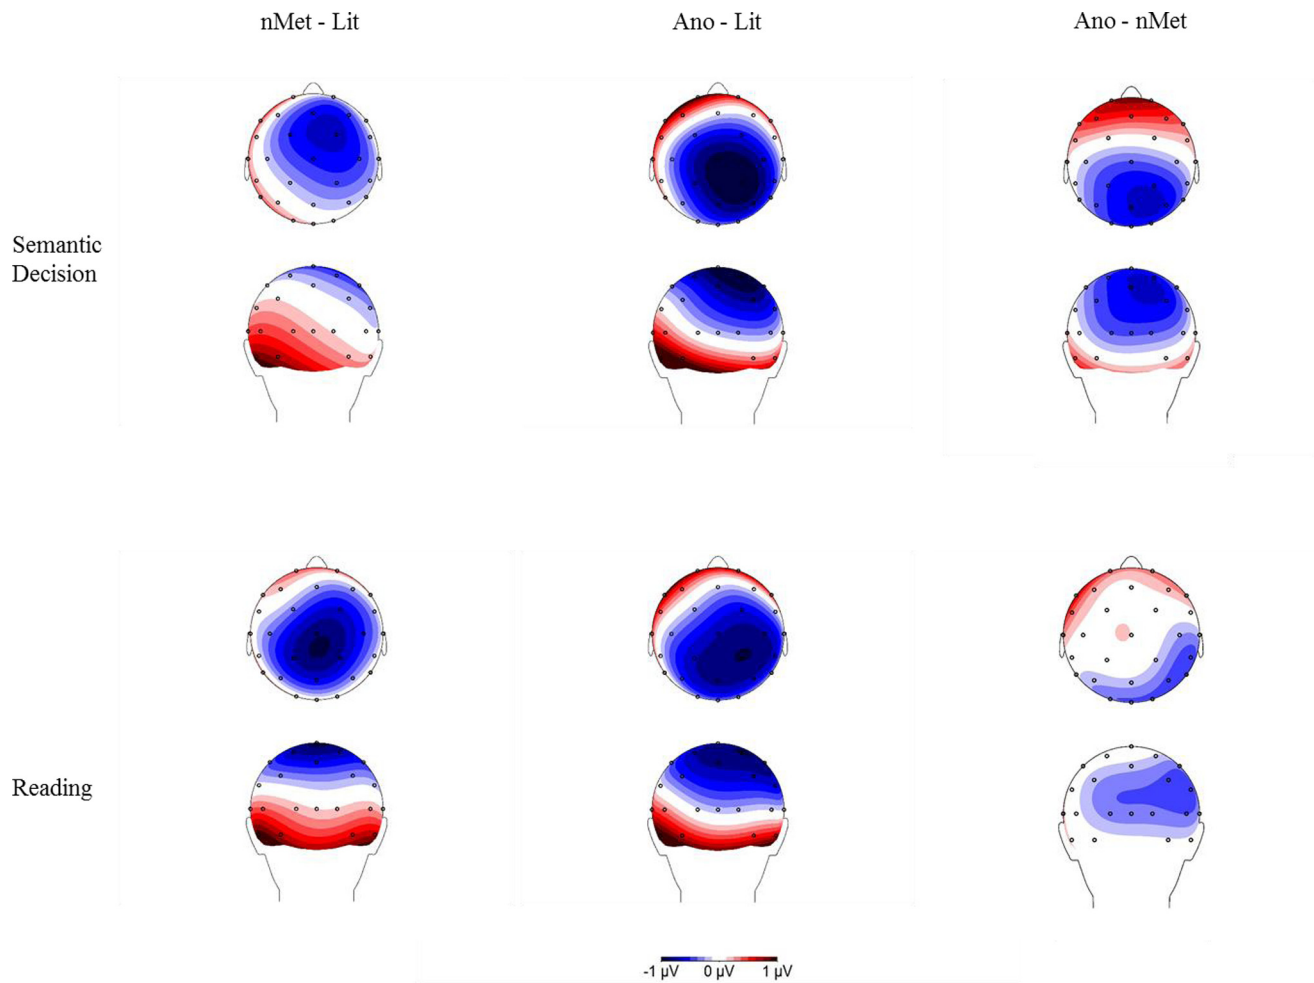 nMet - Lit
Ano - Lit
Ano - nMet
Semantic
Decision
Reading
-1 µV 0 µV 1 µV